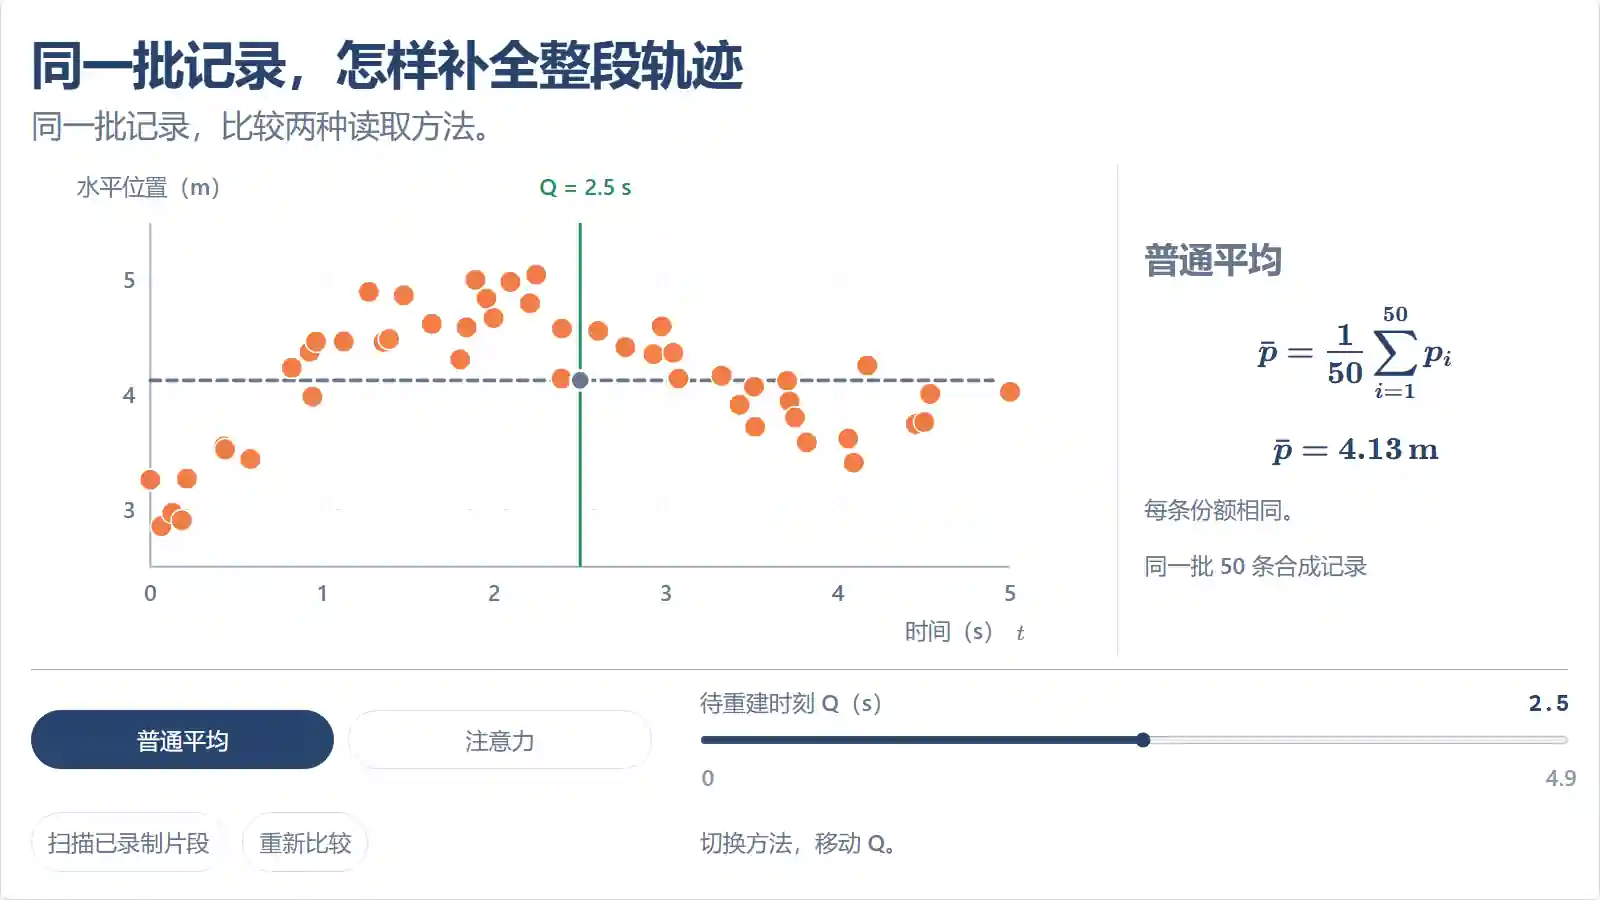 同一批记录，怎样补全整段轨迹
同一批记录，比较两种读取方法。
水平位置（m）
Q = 2.5 s
5
4
3
0 1 2 3 4 5
时间（s） t
普通平均
p̄ = 1/50 ∑_{i=1}^{50} p_i
p̄ = 4.13 m
每条份额相同。
同一批 50 条合成记录
普通平均
注意力
待重建时刻 Q（s）
2.5
0
4.9
扫描已录制片段
重新比较
切换方法，移动 Q。